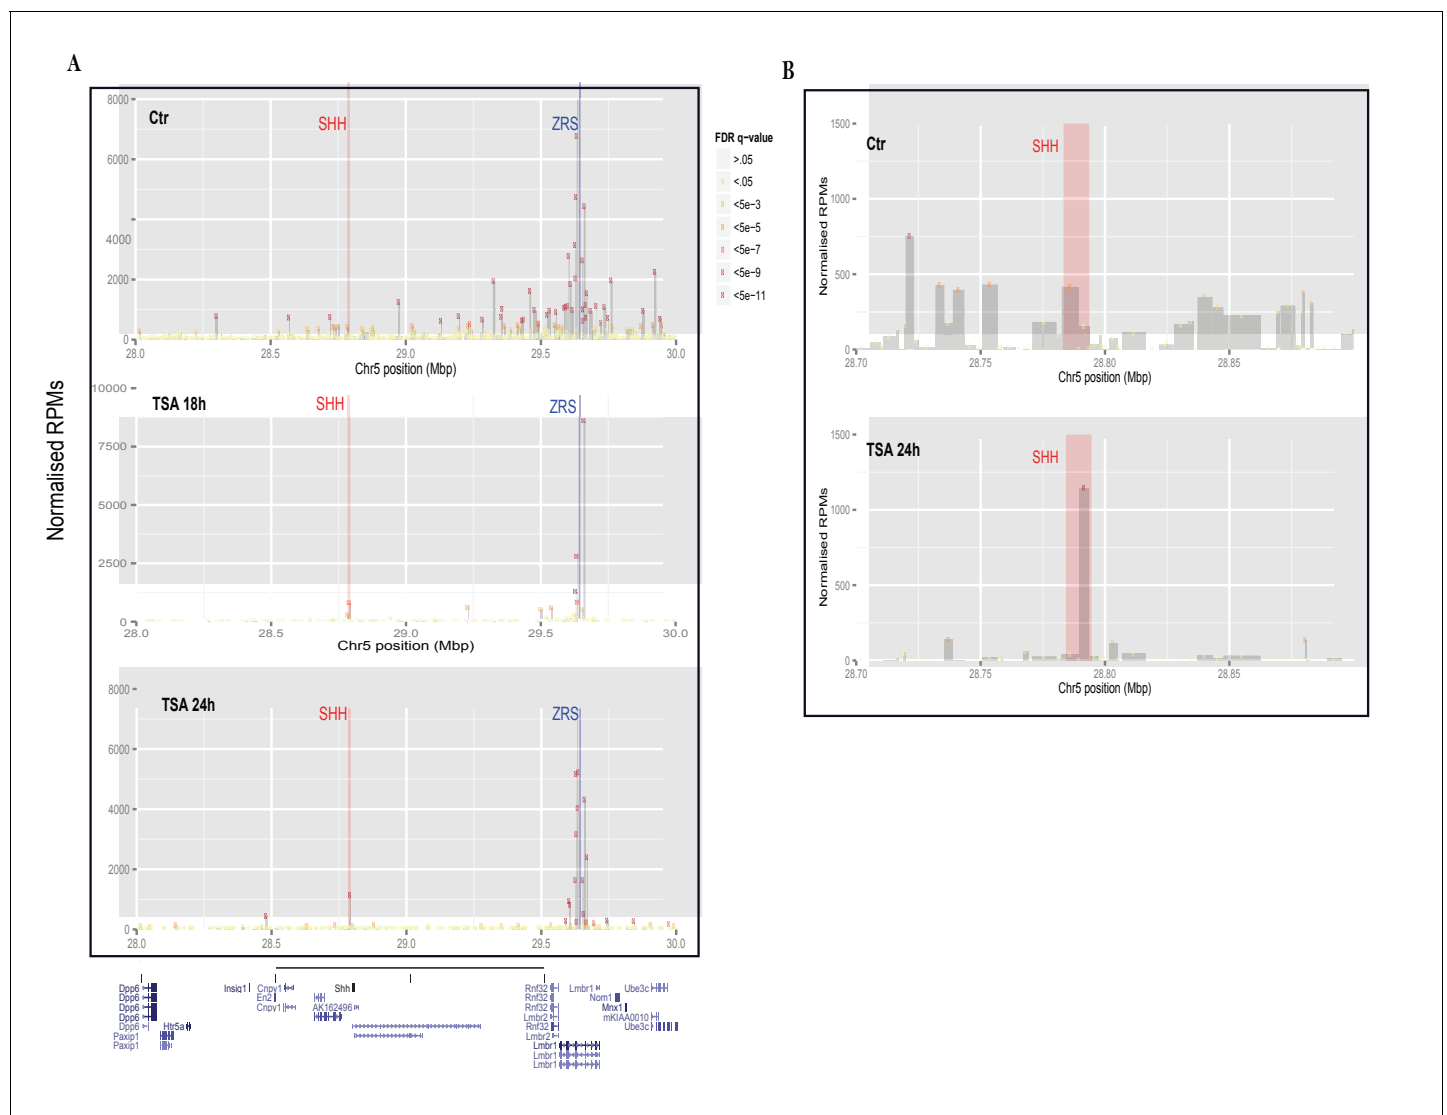 A
B
Normalised RPMs
8000
6000
4000
2000
0
Ctr
SHH
ZRS
28.0 28.5 29.0 29.5 30.0
Chr5 position (Mbp)
10000
7500
5000
2500
0
TSA 18h
SHH
ZRS
28.0 28.5 29.0 29.5 30.0
Chr5 position (Mbp)
8000
6000
4000
2000
0
TSA 24h
SHH
ZRS
28.0 28.5 29.0 29.5 30.0
FDR q-value
>.05
<.05
<5e-3
<5e-5
<5e-7
<5e-9
<5e-11
Normalised RPMs
1500
1000
500
0
Ctr
SHH
28.70 28.75 28.80 28.85
Chr5 position (Mbp)
Normalised RPMs
1500
1000
500
0
TSA 24h
SHH
28.70 28.75 28.80 28.85
Chr5 position (Mbp)
Dpp6 Insig1 Cnpy1 Shh Rnf32 Lmbr1 Ube3c
Dpp6 En2 Rnf32 Nom1
Dpp6 Cnpy1 AK162496 Rnf32 Mnx1
Dpp6 Lmbr2 mKIAA0010
Dpp6 Htr5a Rnf32 Ube3c
Paxip1 Lmbr2
Paxip1 Lmbr1
Lmbr1
Lmbr1